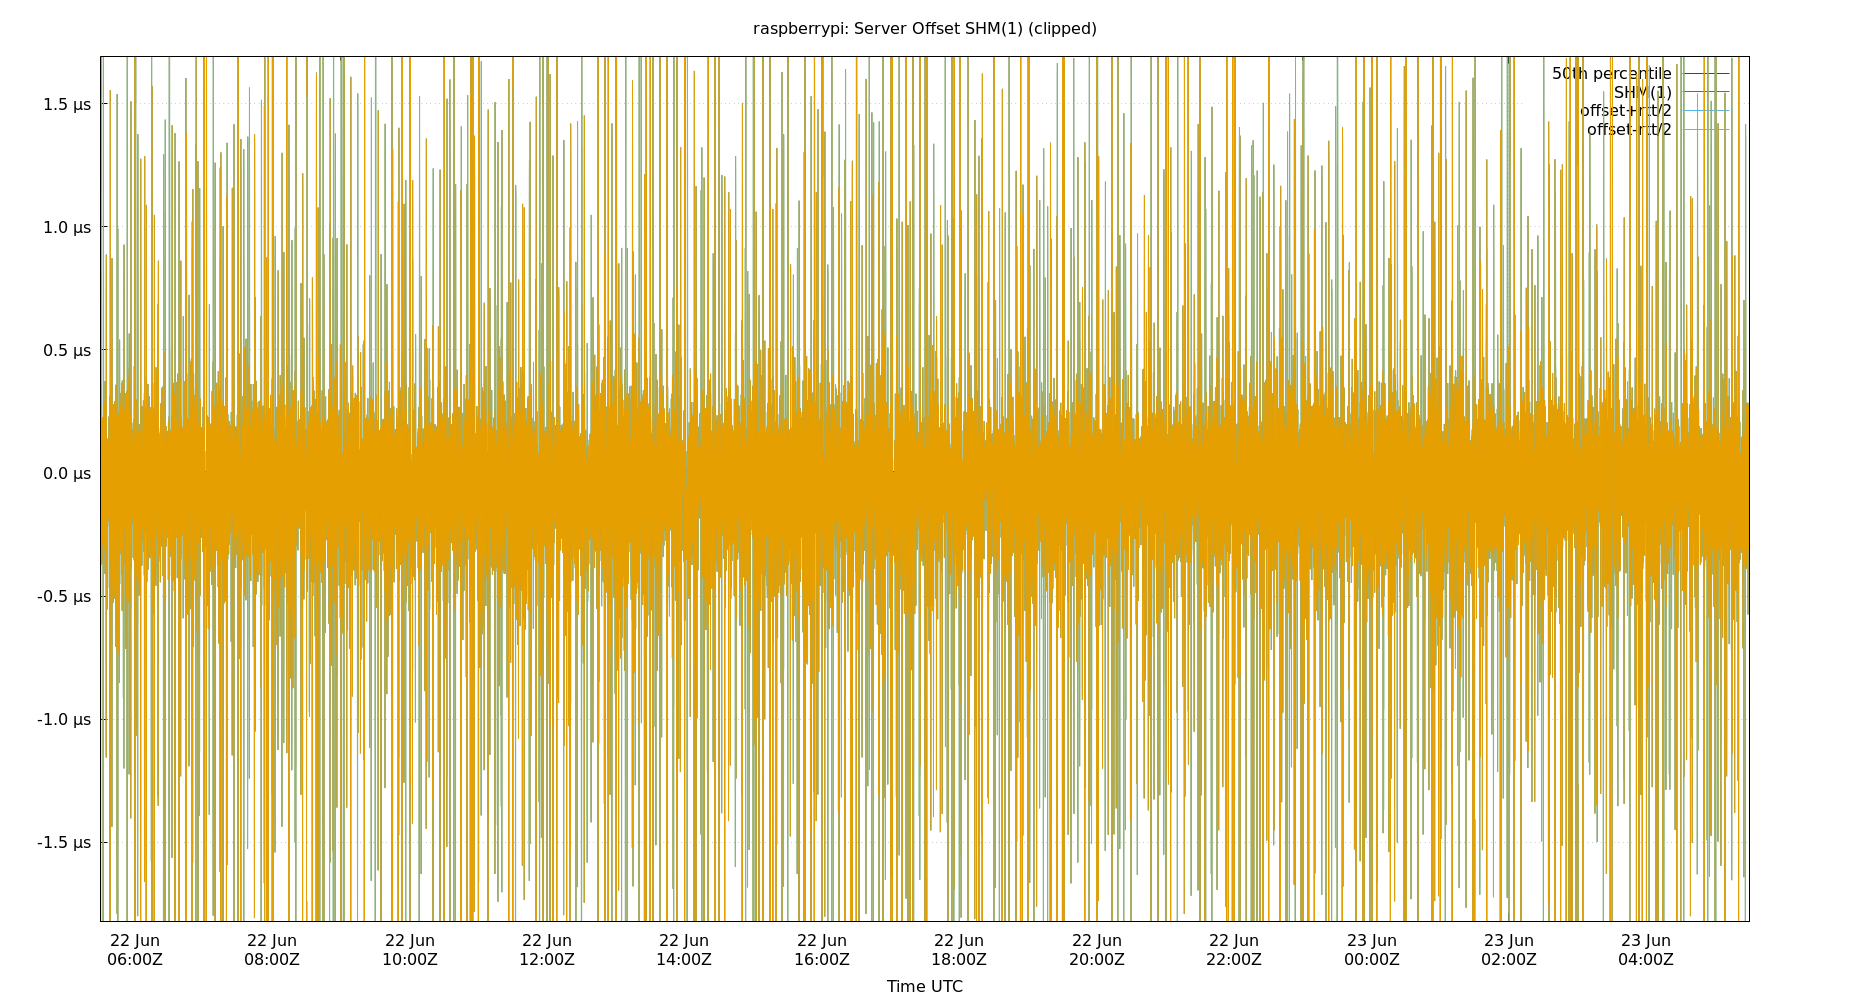 raspberrypi: Server Offset SHM(1) (clipped)
50th percentile
SHM(1)
offset+rtt/2
offset-rtt/2
1.5 µs
1.0 µs
0.5 µs
0.0 µs
-0.5 µs
-1.0 µs
-1.5 µs
22 Jun 22 Jun 22 Jun 22 Jun 22 Jun 22 Jun 22 Jun 22 Jun 22 Jun 23 Jun 23 Jun 23 Jun
06:00Z 08:00Z 10:00Z 12:00Z 14:00Z 16:00Z 18:00Z 20:00Z 22:00Z 00:00Z 02:00Z 04:00Z
Time UTC